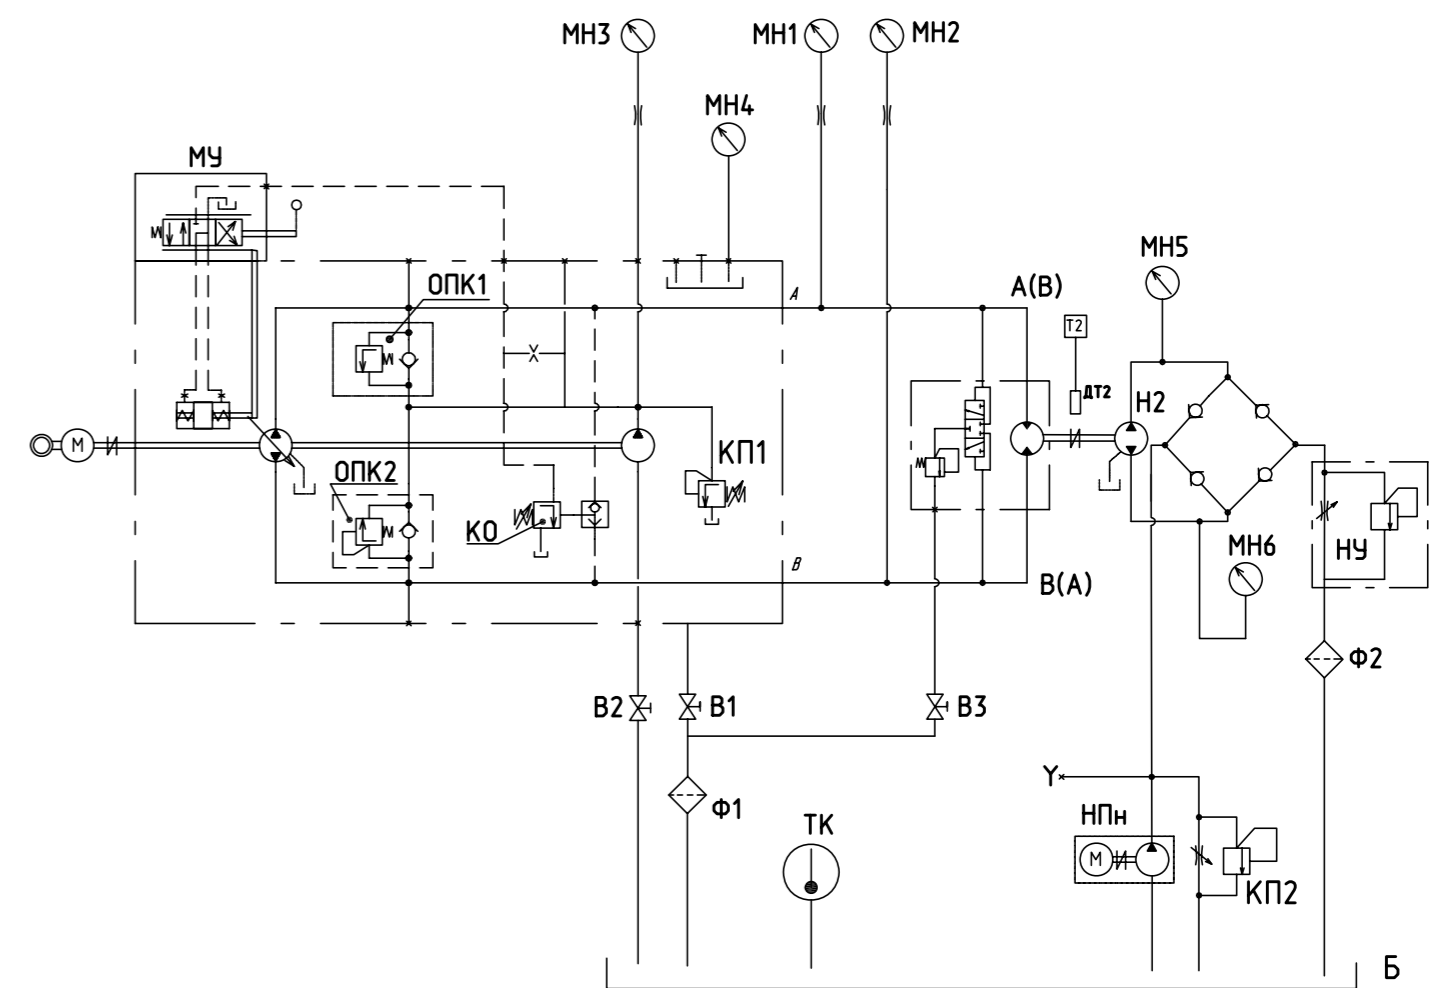 МН3
МН1
МН2
МН4
МУ
МН5
ОПК1
А
А(В)
Т2
ДТ2
Н2
М
ОПК2
КП1
КО
НУ
МН6
В
В(А)
Ф2
В2
В1
В3
Y
Ф1
ТК
НПн
М
КП2
Б